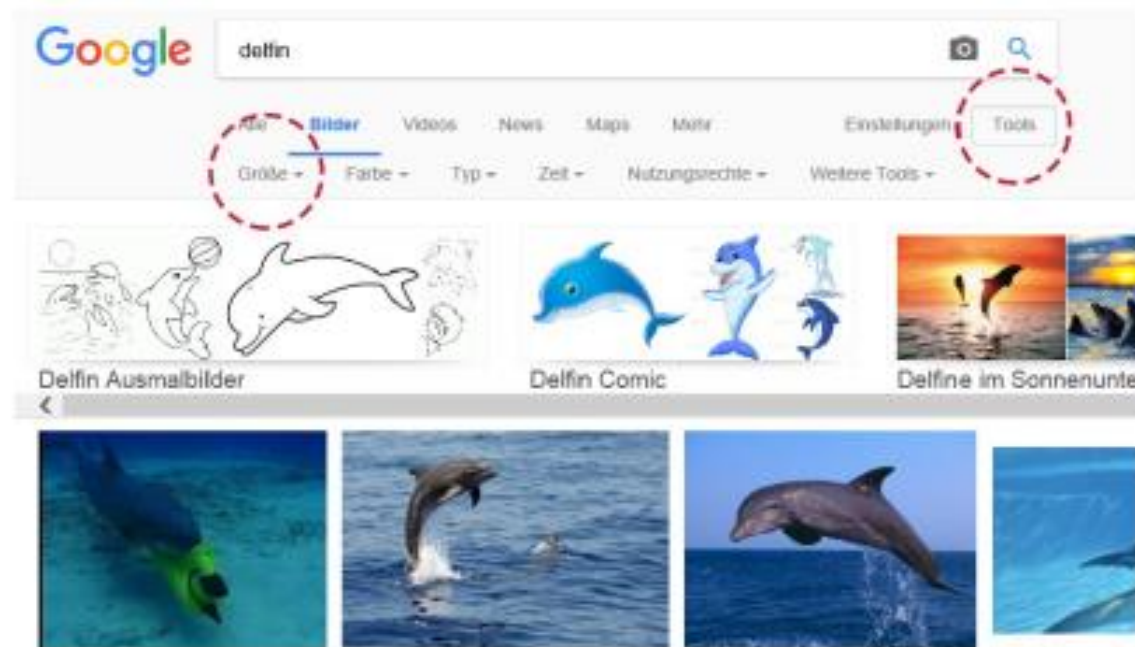 Google
delfin
Alle Bilder Videos News Maps Mehr Einstellungen Tools
Größe Farbe Typ Zeit Nutzungsrechte Weitere Tools
Delfin Ausmalbilder Delfin Comic Delfine im Sonnenunte